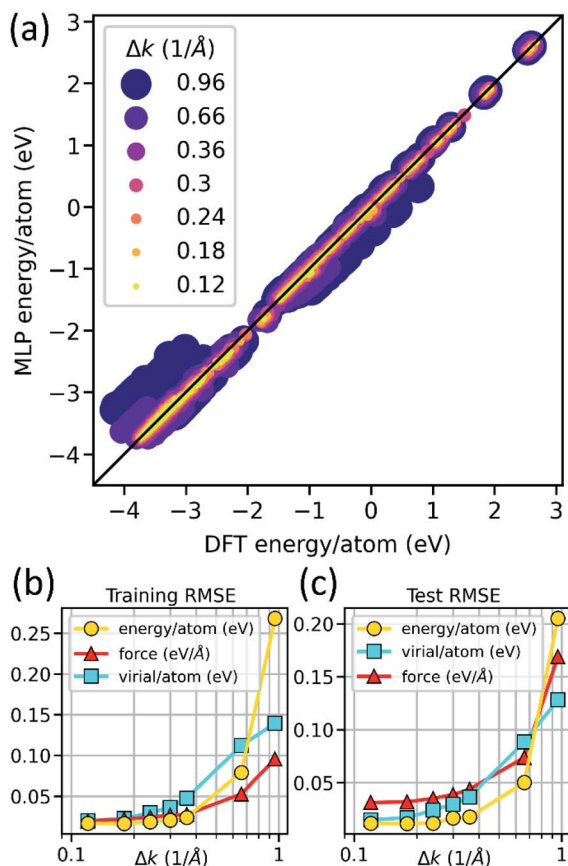 (a)
Δk (1/Å)
0.96
0.66
0.36
0.3
0.24
0.18
0.12
3
2
1
0
−1
−2
−3
−4
MLP energy/atom (eV)
−4 −3 −2 −1 0 1 2 3
DFT energy/atom (eV)
(b)
Training RMSE
energy/atom (eV)
force (eV/Å)
virial/atom (eV)
0.25
0.20
0.15
0.10
0.05
0.1 1
Δk (1/Å)
(c)
Test RMSE
energy/atom (eV)
virial/atom (eV)
force (eV/Å)
0.20
0.15
0.10
0.05
0.1 1
Δk (1/Å)